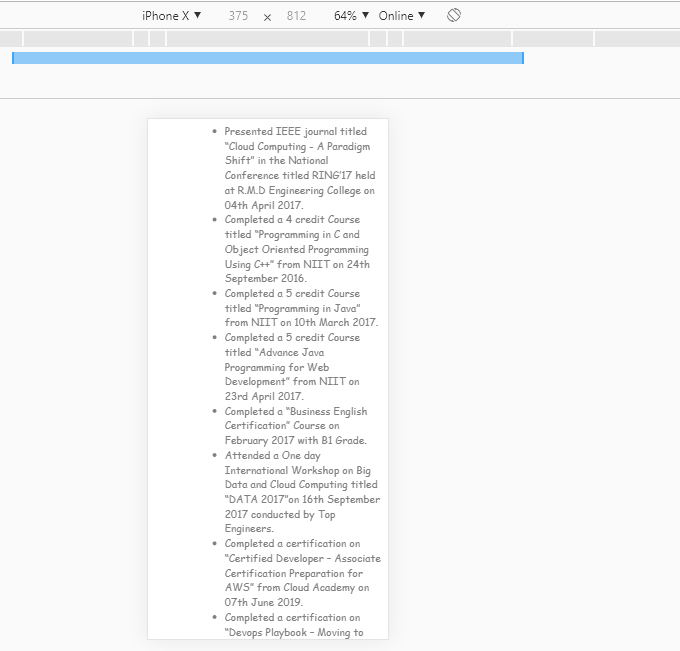 iPhone X ▼ 375 × 812 64% ▼ Online ▼
• Presented IEEE journal titled
“Cloud Computing – A Paradigm
Shift” in the National
Conference titled RING’17 held
at R.M.D Engineering College on
04th April 2017.
• Completed a 4 credit Course
titled “Programming in C and
Object Oriented Programming
Using C++” from NIIT on 24th
September 2016.
• Completed a 5 credit Course
titled “Programming in Java”
from NIIT on 10th March 2017.
• Completed a 5 credit Course
titled “Advance Java
Programming for Web
Development” from NIIT on
23rd April 2017.
• Completed a “Business English
Certification” Course on
February 2017 with B1 Grade.
• Attended a One day
International Workshop on Big
Data and Cloud Computing titled
“DATA 2017”on 16th September
2017 conducted by Top
Engineers.
• Completed a certification on
“Certified Developer – Associate
Certification Preparation for
AWS” from Cloud Academy on
07th June 2019.
• Completed a certification on
“Devops Playbook – Moving to